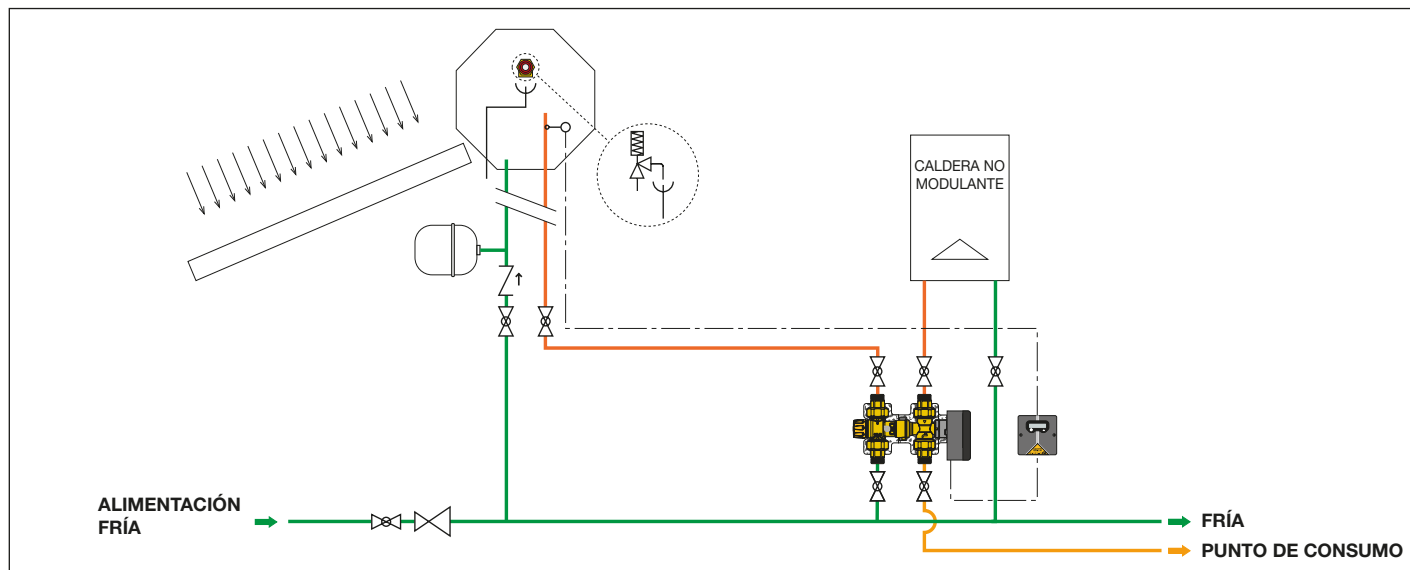 CALDERA NO
MODULANTE
ALIMENTACIÓN
FRÍA
FRÍA
PUNTO DE CONSUMO